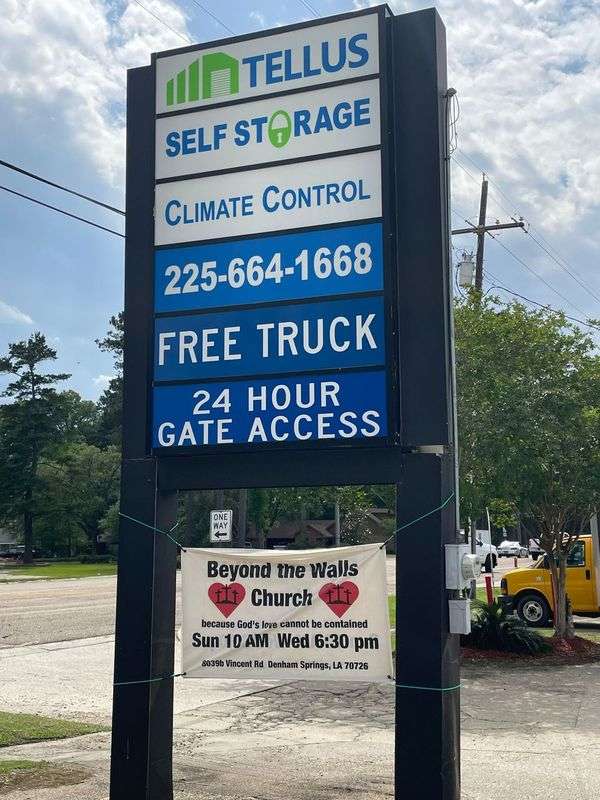 TELLUS
SELF STORAGE
CLIMATE CONTROL
225-664-1668
FREE TRUCK
24 HOUR
GATE ACCESS
ONE
WAY
Beyond the Walls
Church
because God's love cannot be contained
Sun 10 AM Wed 6:30 pm
8039b Vincent Rd Denham Springs, LA 70726